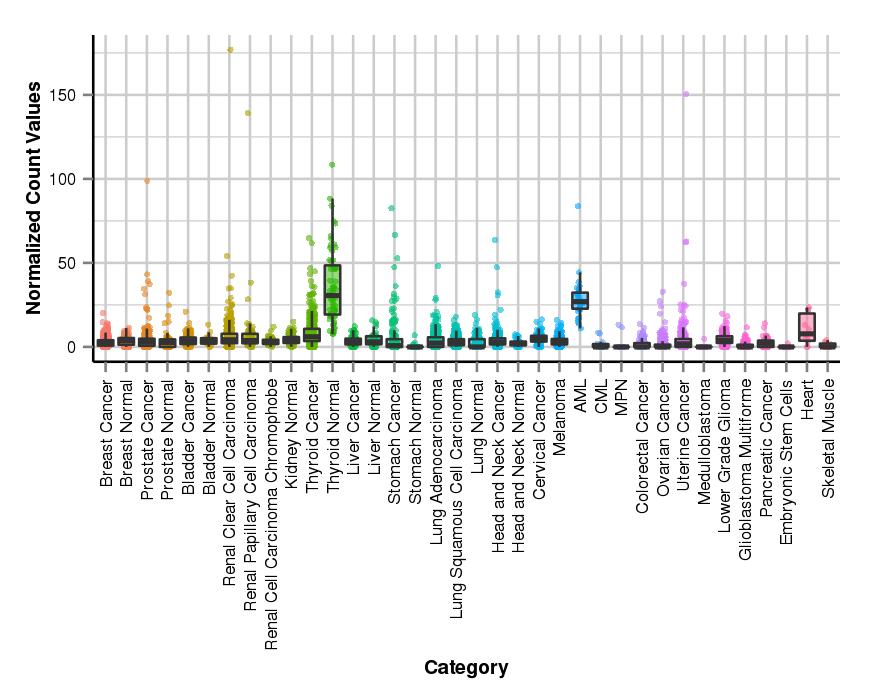 Normalized Count Values
150
100
50
0
Breast Cancer
Breast Normal
Prostate Cancer
Prostate Normal
Bladder Cancer
Bladder Normal
Renal Clear Cell Carcinoma
Renal Papillary Cell Carcinoma
Renal Cell Carcinoma Chromophobe
Kidney Normal
Thyroid Cancer
Thyroid Normal
Liver Cancer
Liver Normal
Stomach Cancer
Stomach Normal
Lung Adenocarcinoma
Lung Squamous Cell Carcinoma
Lung Normal
Head and Neck Cancer
Head and Neck Normal
Cervical Cancer
Melanoma
AML
CML
MPN
Colorectal Cancer
Ovarian Cancer
Uterine Cancer
Medulloblastoma
Lower Grade Glioma
Glioblastoma Multiforme
Pancreatic Cancer
Embryonic Stem Cells
Heart
Skeletal Muscle
Category